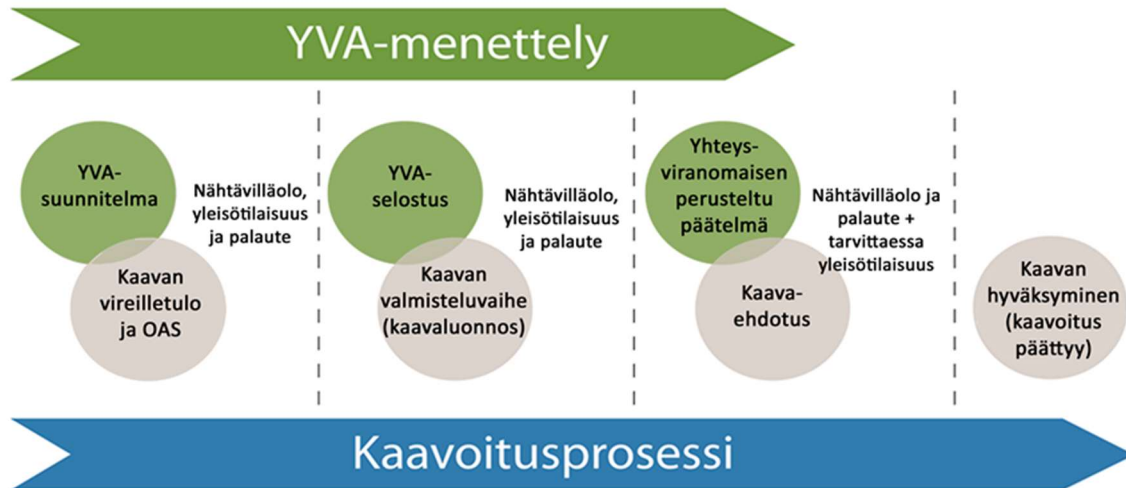 YVA-menettely
YVA-
suunnitelma
Kaavan
vireilletulo
ja OAS
Nähtävilläolo,
yleisötilaisuus
ja palaute
YVA-
selostus
Kaavan
valmisteluvaihe
(kaavaluonnos)
Nähtävilläolo,
yleisötilaisuus
ja palaute
Yhteys-
viranomaisen
perusteltu
päätelmä
Kaava-
ehdotus
Nähtävilläolo ja
palaute +
tarvittaessa
yleisötilaisuus
Kaavan
hyväksyminen
(kaavoitus
päättyy)
Kaavoitusprosessi